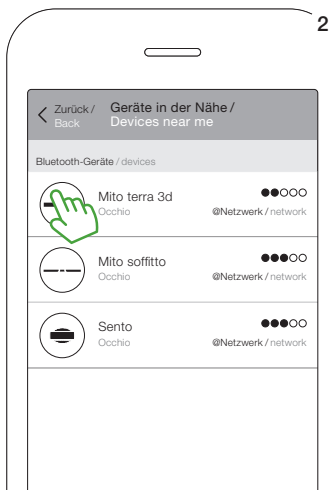 2
Zurück / Back
Geräte in der Nähe /
Devices near me
Bluetooth-Geräte / devices
Mito terra 3d
Occhio
@Netzwerk / network
Mito soffitto
Occhio
@Netzwerk / network
Sento
Occhio
@Netzwerk / network